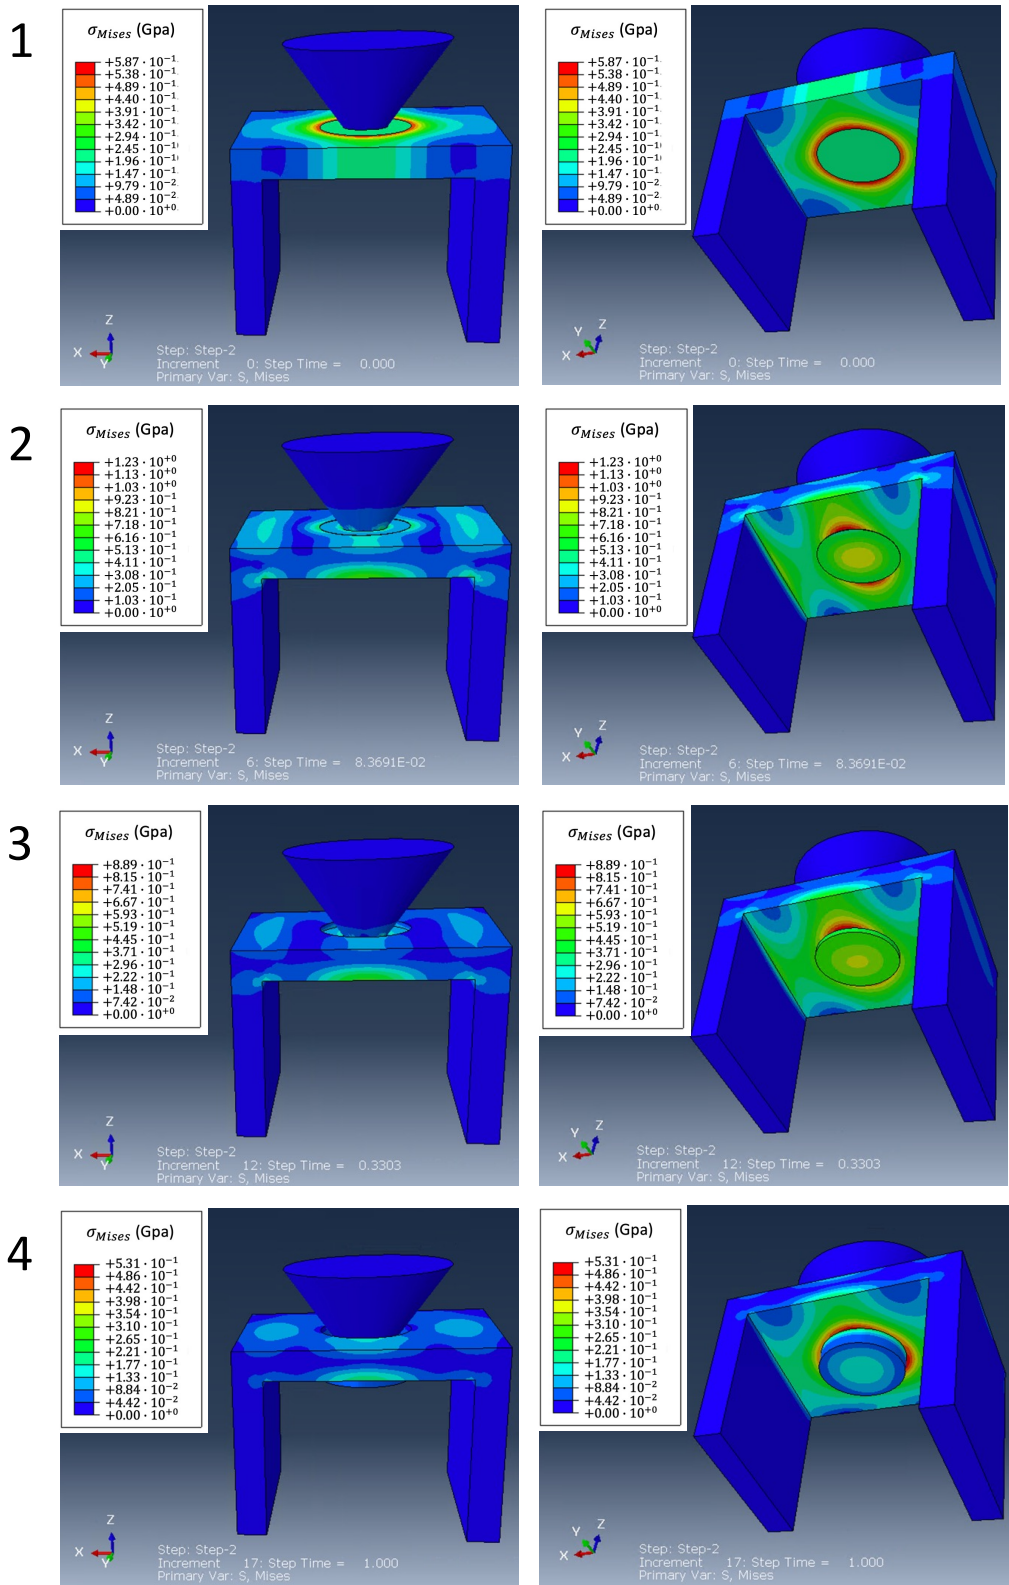 1
σ_Mises (Gpa)
+5.87 · 10⁻¹
+5.38 · 10⁻¹
+4.89 · 10⁻¹
+4.40 · 10⁻¹
+3.91 · 10⁻¹
+3.42 · 10⁻¹
+2.94 · 10⁻¹
+2.45 · 10⁻¹
+1.96 · 10⁻¹
+1.47 · 10⁻¹
+9.79 · 10⁻²
+4.89 · 10⁻²
+0.00 · 10⁺⁰
Z
X
Y
Step: Step-2
Increment 0: Step Time = 0.000
Primary Var: S, Mises
σ_Mises (Gpa)
+5.87 · 10⁻¹
+5.38 · 10⁻¹
+4.89 · 10⁻¹
+4.40 · 10⁻¹
+3.91 · 10⁻¹
+3.42 · 10⁻¹
+2.94 · 10⁻¹
+2.45 · 10⁻¹
+1.96 · 10⁻¹
+1.47 · 10⁻¹
+9.79 · 10⁻²
+4.89 · 10⁻²
+0.00 · 10⁺⁰
Y
Z
X
Step: Step-2
Increment 0: Step Time = 0.000
Primary Var: S, Mises
2
σ_Mises (Gpa)
+1.23 · 10⁺⁰
+1.13 · 10⁺⁰
+1.03 · 10⁺⁰
+9.23 · 10⁻¹
+8.21 · 10⁻¹
+7.18 · 10⁻¹
+6.16 · 10⁻¹
+5.13 · 10⁻¹
+4.11 · 10⁻¹
+3.08 · 10⁻¹
+2.05 · 10⁻¹
+1.03 · 10⁻¹
+0.00 · 10⁺⁰
Z
X
Y
Step: Step-2
Increment 6: Step Time = 8.3691E-02
Primary Var: S, Mises
σ_Mises (Gpa)
+1.23 · 10⁺⁰
+1.13 · 10⁺⁰
+1.03 · 10⁺⁰
+9.23 · 10⁻¹
+8.21 · 10⁻¹
+7.18 · 10⁻¹
+6.16 · 10⁻¹
+5.13 · 10⁻¹
+4.11 · 10⁻¹
+3.08 · 10⁻¹
+2.05 · 10⁻¹
+1.03 · 10⁻¹
+0.00 · 10⁺⁰
Y
Z
X
Step: Step-2
Increment 6: Step Time = 8.3691E-02
Primary Var: S, Mises
3
σ_Mises (Gpa)
+8.89 · 10⁻¹
+8.15 · 10⁻¹
+7.41 · 10⁻¹
+6.67 · 10⁻¹
+5.93 · 10⁻¹
+5.19 · 10⁻¹
+4.45 · 10⁻¹
+3.71 · 10⁻¹
+2.96 · 10⁻¹
+2.22 · 10⁻¹
+1.48 · 10⁻¹
+7.42 · 10⁻²
+0.00 · 10⁺⁰
Z
X
Y
Step: Step-2
Increment 12: Step Time = 0.3303
Primary Var: S, Mises
σ_Mises (Gpa)
+8.89 · 10⁻¹
+8.15 · 10⁻¹
+7.41 · 10⁻¹
+6.67 · 10⁻¹
+5.93 · 10⁻¹
+5.19 · 10⁻¹
+4.45 · 10⁻¹
+3.71 · 10⁻¹
+2.96 · 10⁻¹
+2.22 · 10⁻¹
+1.48 · 10⁻¹
+7.42 · 10⁻²
+0.00 · 10⁺⁰
Y
Z
X
Step: Step-2
Increment 12: Step Time = 0.3303
Primary Var: S, Mises
4
σ_Mises (Gpa)
+5.31 · 10⁻¹
+4.86 · 10⁻¹
+4.42 · 10⁻¹
+3.98 · 10⁻¹
+3.54 · 10⁻¹
+3.10 · 10⁻¹
+2.65 · 10⁻¹
+2.21 · 10⁻¹
+1.77 · 10⁻¹
+1.33 · 10⁻¹
+8.84 · 10⁻²
+4.42 · 10⁻²
+0.00 · 10⁺⁰
Z
X
Y
Step: Step-2
Increment 17: Step Time = 1.000
Primary Var: S, Mises
σ_Mises (Gpa)
+5.31 · 10⁻¹
+4.86 · 10⁻¹
+4.42 · 10⁻¹
+3.98 · 10⁻¹
+3.54 · 10⁻¹
+3.10 · 10⁻¹
+2.65 · 10⁻¹
+2.21 · 10⁻¹
+1.77 · 10⁻¹
+1.33 · 10⁻¹
+8.84 · 10⁻²
+4.42 · 10⁻²
+0.00 · 10⁺⁰
Y
Z
X
Step: Step-2
Increment 17: Step Time = 1.000
Primary Var: S, Mises